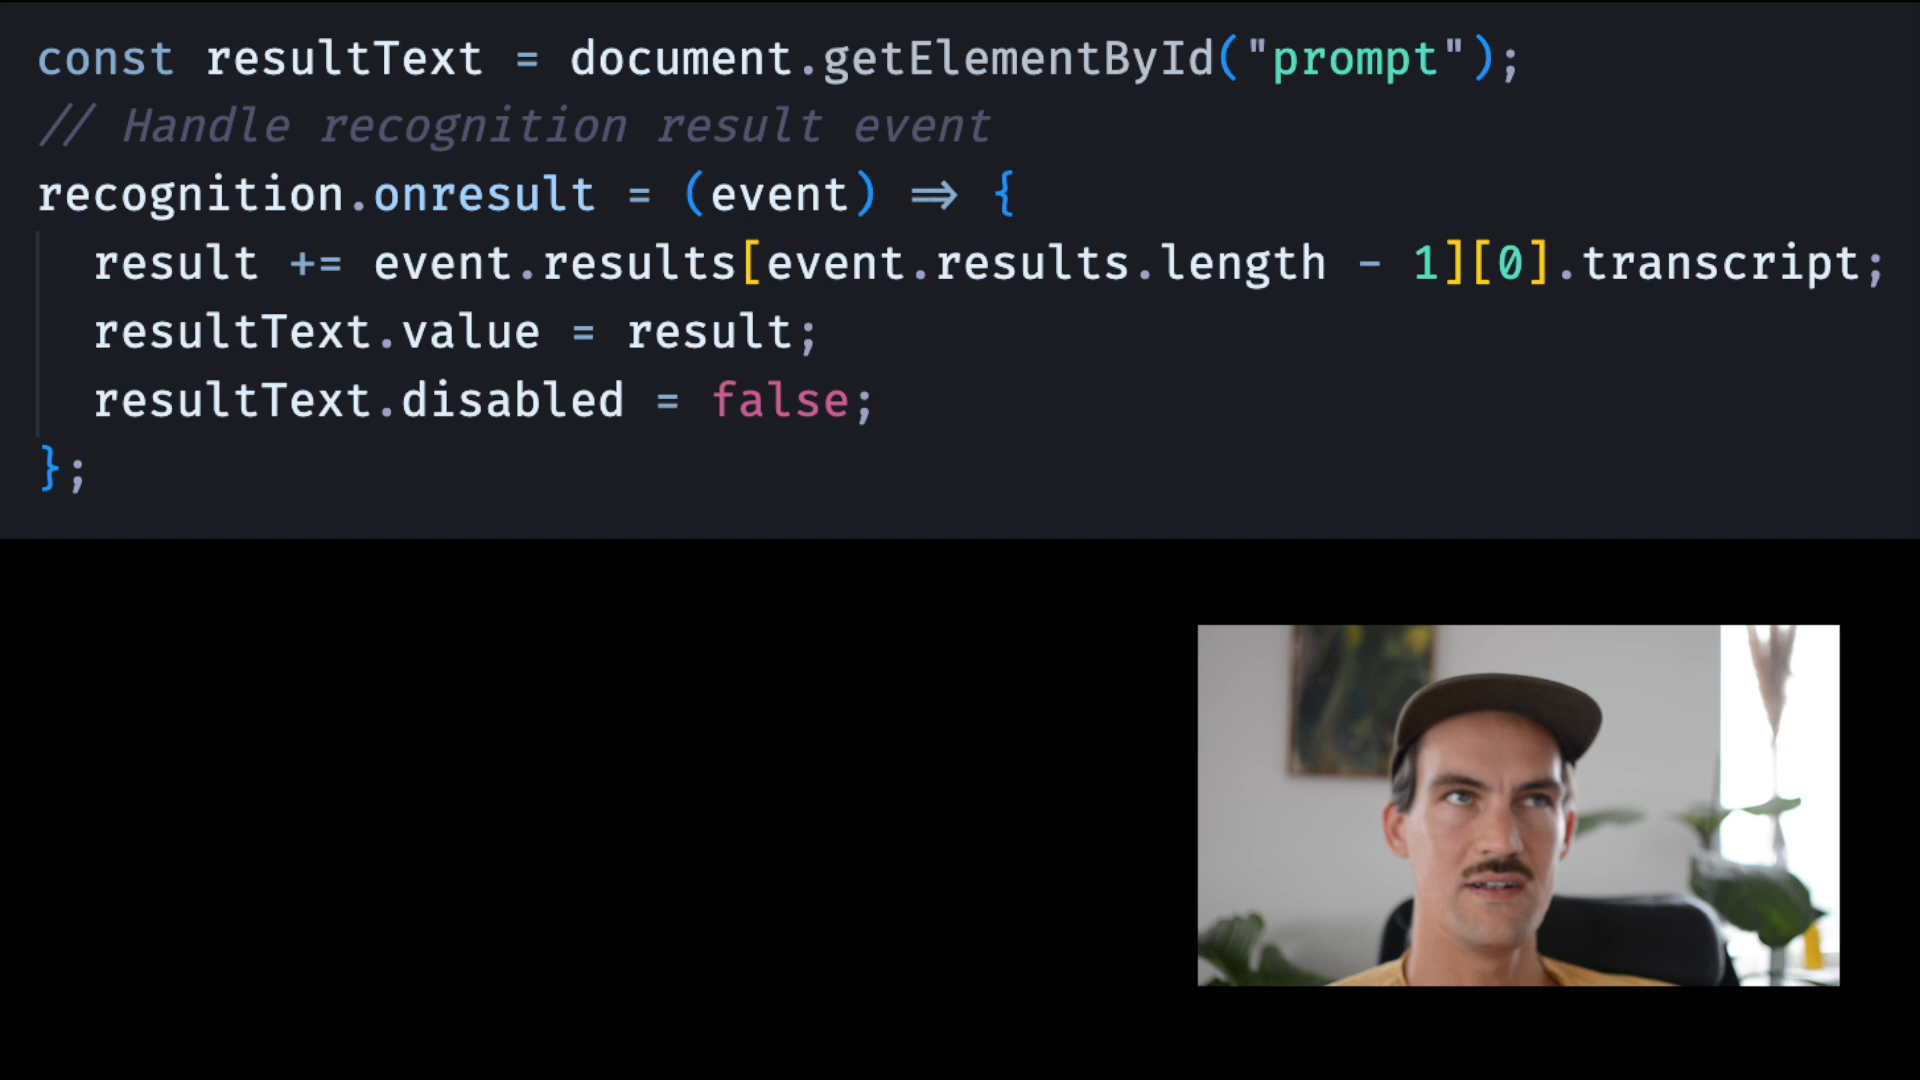 const resultText = document.getElementById("prompt");
// Handle recognition result event
recognition.onresult = (event) => {
  result += event.results[event.results.length - 1][0].transcript;
  resultText.value = result;
  resultText.disabled = false;
};